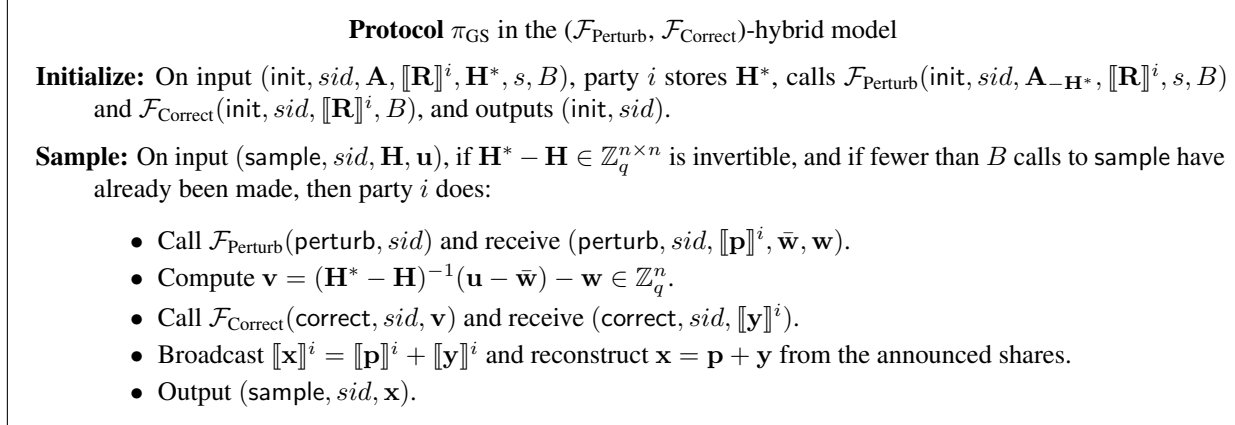 Protocol π_GS in the (F_Perturb, F_Correct)-hybrid model
Initialize: On input (init, sid, A, ⟦R⟧^i, H*, s, B), party i stores H*, calls F_Perturb(init, sid, A_{−H*}, ⟦R⟧^i, s, B)
and F_Correct(init, sid, ⟦R⟧^i, B), and outputs (init, sid).
Sample: On input (sample, sid, H, u), if H* − H ∈ ℤ_q^{n×n} is invertible, and if fewer than B calls to sample have
already been made, then party i does:
• Call F_Perturb(perturb, sid) and receive (perturb, sid, ⟦p⟧^i, w̄, w).
• Compute v = (H* − H)^{−1}(u − w̄) − w ∈ ℤ_q^n.
• Call F_Correct(correct, sid, v) and receive (correct, sid, ⟦y⟧^i).
• Broadcast ⟦x⟧^i = ⟦p⟧^i + ⟦y⟧^i and reconstruct x = p + y from the announced shares.
• Output (sample, sid, x).